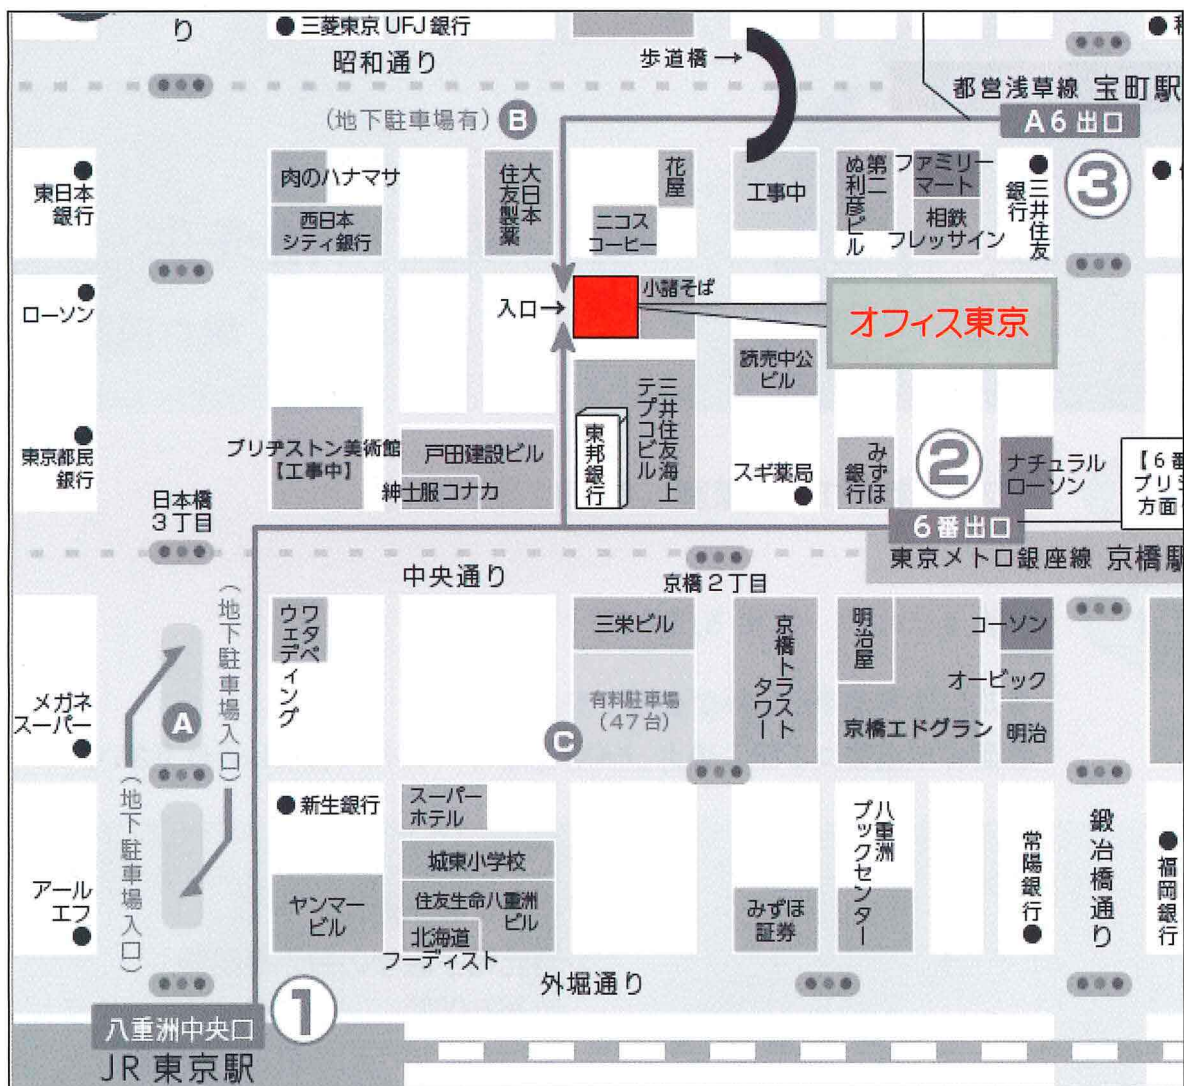 り
● 三菱東京 UFJ 銀行
昭和通り
歩道橋→
都営浅草線 宝町駅
A6 出口
(地下駐車場有) B
東日本
銀行
肉のハナマサ
西日本
シティ銀行
大日本
住友製薬
花屋
ニコス
コーヒー
工事中
第二
ぬ利彦ビル
ファミリー
マート
相鉄
フレッサイン
三井住友
銀行
③
ローソン
入口→
小諸そば
オフィス東京
読売中公
ビル
東京都民
銀行
ブリヂストン美術館
【工事中】
戸田建設ビル
紳士服コナカ
東邦銀行
三井住友海上
テプコビル
スギ薬局
みずほ
銀行
②
ナチュラル
ローソン
【6番
ブリ
方面
日本橋
3丁目
6番出口
東京メトロ銀座線 京橋駅
中央通り
京橋2丁目
(地下駐車場入口)
ワタベ
ウェディング
三栄ビル
有料駐車場
(47台)
京橋トラスト
タワー
明治屋
京橋エドグラン
コーソン
オービック
明治
メガネ
スーパー
A
C
(地下駐車場入口)
● 新生銀行
スーパー
ホテル
城東小学校
住友生命八重洲
ビル
北海道
フーディスト
ヤンマー
ビル
みずほ
証券
八重洲
ブックセンター
常陽銀行
鍛冶橋通り
福岡銀行
アール
エフ
外堀通り
①
八重洲中央口
JR 東京駅